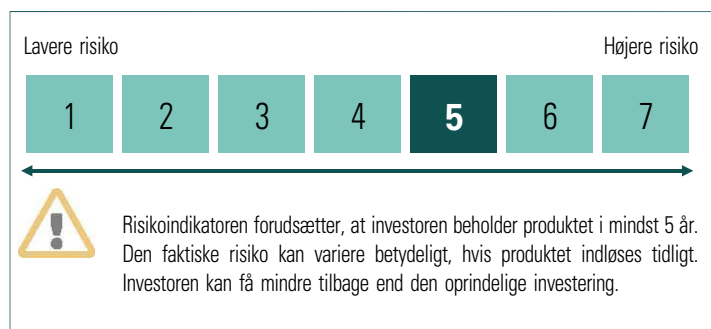 Lavere risiko Højere risiko
1 2 3 4 5 6 7
Risikoindikatoren forudsætter, at investoren beholder produktet i mindst 5 år.
Den faktiske risiko kan variere betydeligt, hvis produktet indløses tidligt.
Investoren kan få mindre tilbage end den oprindelige investering.